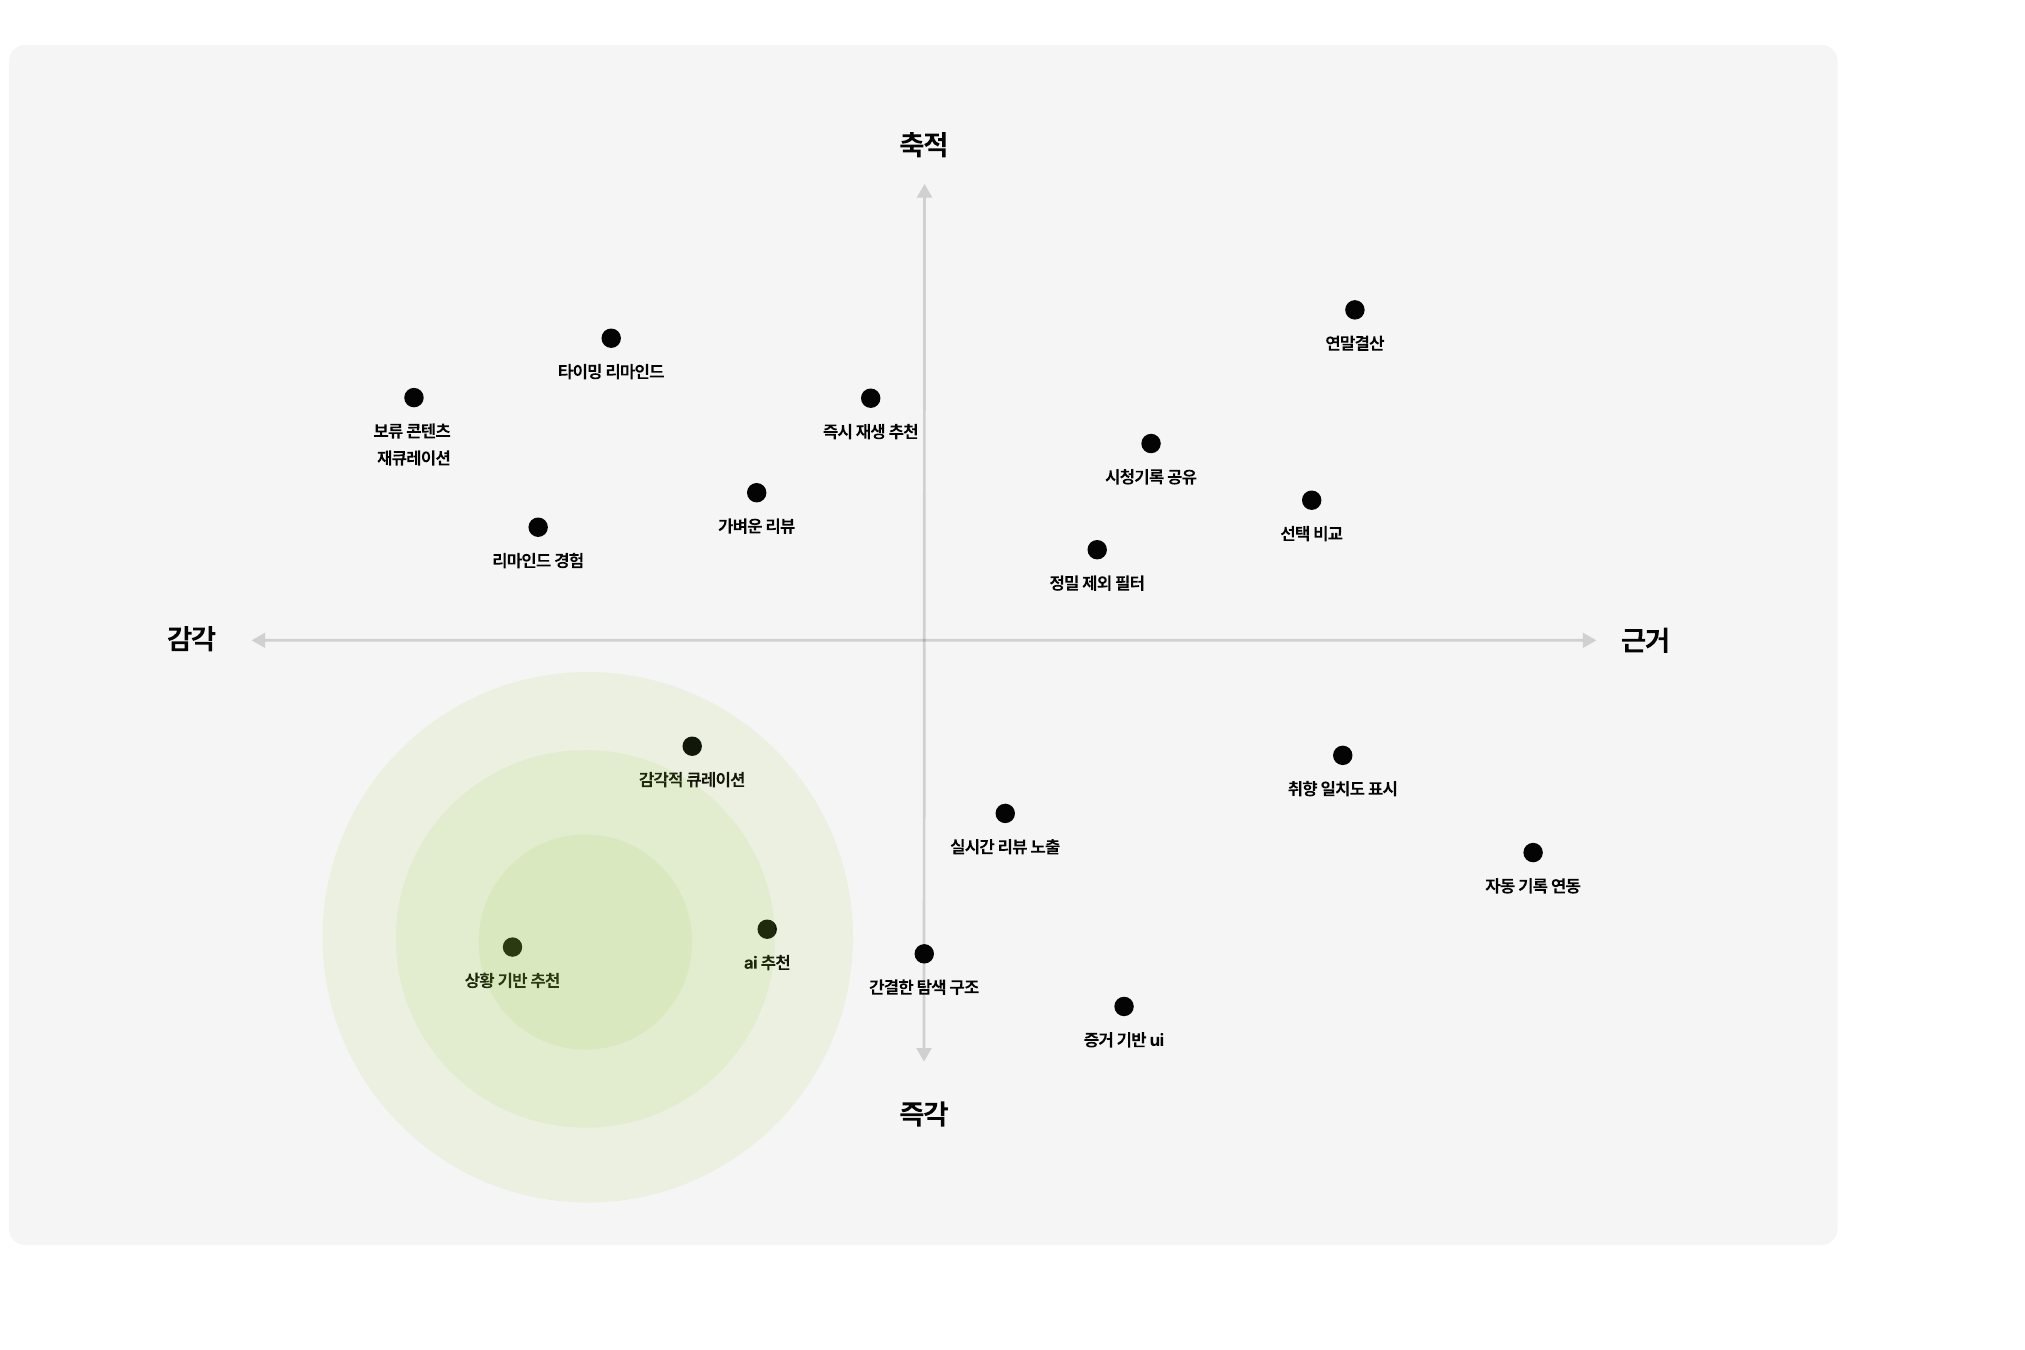 축적
연말결산
타이밍 리마인드
보류 콘텐츠
재큐레이션
즉시 재생 추천
시청기록 공유
가벼운 리뷰
선택 비교
리마인드 경험
정밀 제외 필터
감각
근거
감각적 큐레이션
취향 일치도 표시
실시간 리뷰 노출
자동 기록 연동
ai 추천
상황 기반 추천
간결한 탐색 구조
증거 기반 ui
즉각